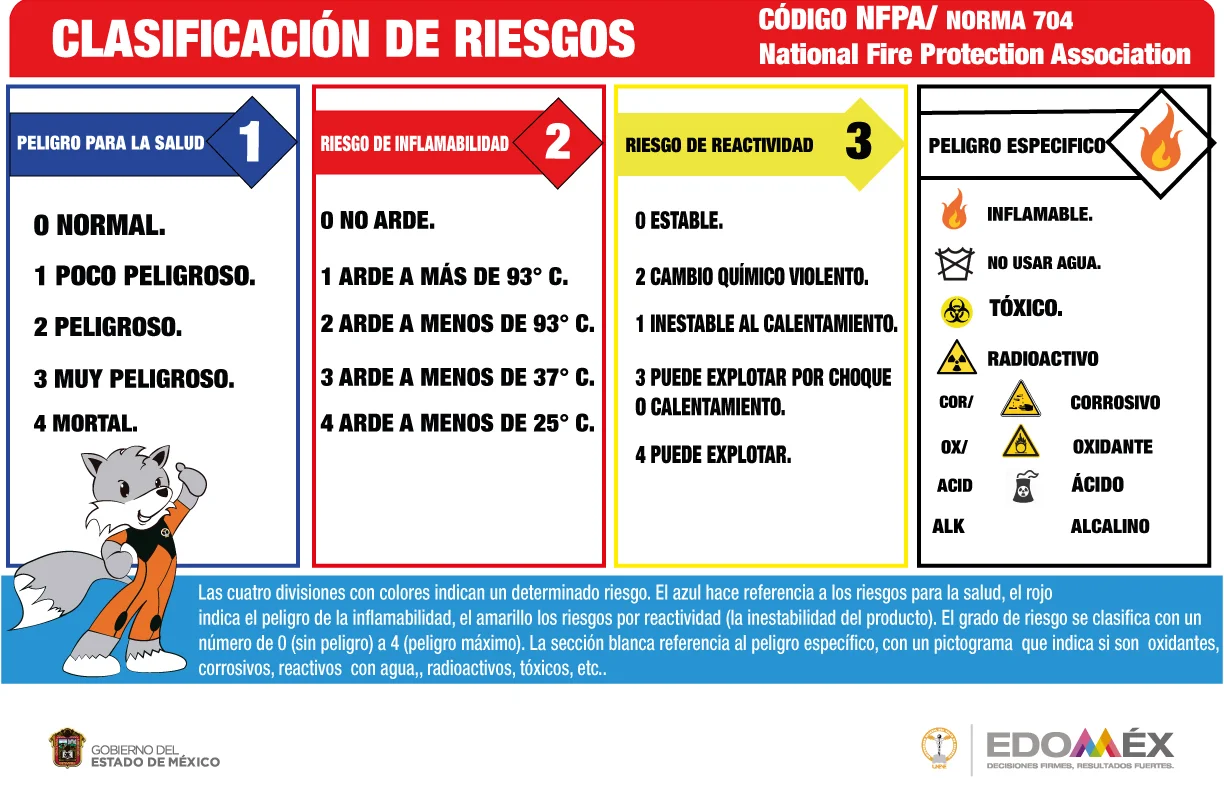 CLASIFICACIÓN DE RIESGOS
CÓDIGO NFPA/ NORMA 704
National Fire Protection Association
PELIGRO PARA LA SALUD 1
0 NORMAL.
1 POCO PELIGROSO.
2 PELIGROSO.
3 MUY PELIGROSO.
4 MORTAL.
RIESGO DE INFLAMABILIDAD 2
0 NO ARDE.
1 ARDE A MÁS DE 93° C.
2 ARDE A MENOS DE 93° C.
3 ARDE A MENOS DE 37° C.
4 ARDE A MENOS DE 25° C.
RIESGO DE REACTIVIDAD 3
0 ESTABLE.
2 CAMBIO QUÍMICO VIOLENTO.
1 INESTABLE AL CALENTAMIENTO.
3 PUEDE EXPLOTAR POR CHOQUE
O CALENTAMIENTO.
4 PUEDE EXPLOTAR.
PELIGRO ESPECIFICO
INFLAMABLE.
NO USAR AGUA.
TÓXICO.
RADIOACTIVO
COR/ CORROSIVO
OX/ OXIDANTE
ACID ÁCIDO
ALK ALCALINO
Las cuatro divisiones con colores indican un determinado riesgo. El azul hace referencia a los riesgos para la salud, el rojo
indica el peligro de la inflamabilidad, el amarillo los riesgos por reactividad (la inestabilidad del producto). El grado de riesgo se clasifica con un
número de 0 (sin peligro) a 4 (peligro máximo). La sección blanca referencia al peligro específico, con un pictograma que indica si son oxidantes,
corrosivos, reactivos con agua,, radioactivos, tóxicos, etc..
GOBIERNO DEL
ESTADO DE MÉXICO
EDOMÉX
DECISIONES FIRMES, RESULTADOS FUERTES.